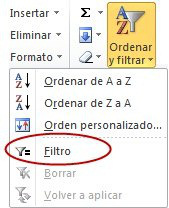 Insertar
Eliminar
Formato
Σ
A
Z
Ordenar
y filtrar
A
Z
Ordenar de A a Z
Z
A
Ordenar de Z a A
Orden personalizado...
Filtro
Borrar
Volver a aplicar